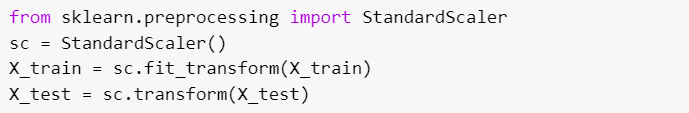 from sklearn.preprocessing import StandardScaler
sc = StandardScaler()
X_train = sc.fit_transform(X_train)
X_test = sc.transform(X_test)